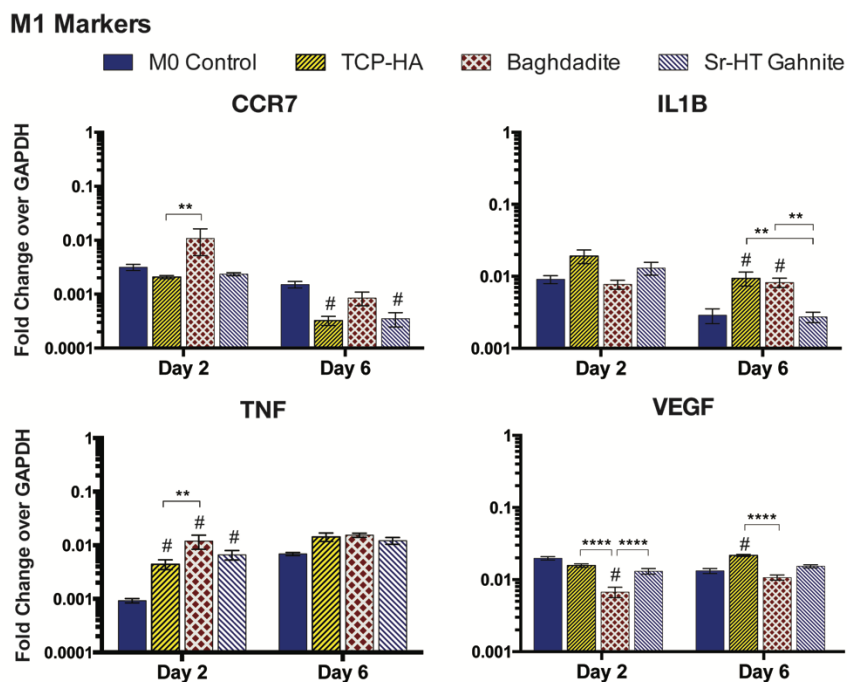 M1 Markers
M0 Control TCP-HA Baghdadite Sr-HT Gahnite
CCR7
Fold Change over GAPDH
1
0.1
0.01
0.001
0.0001
**
# #
Day 2 Day 6
IL1B
1
0.1
0.01
0.001
**
**
# #
Day 2 Day 6
TNF
Fold Change over GAPDH
1
0.1
0.01
0.001
0.0001
**
# # #
Day 2 Day 6
VEGF
1
0.1
0.01
0.001
**** ****
#
****
#
Day 2 Day 6